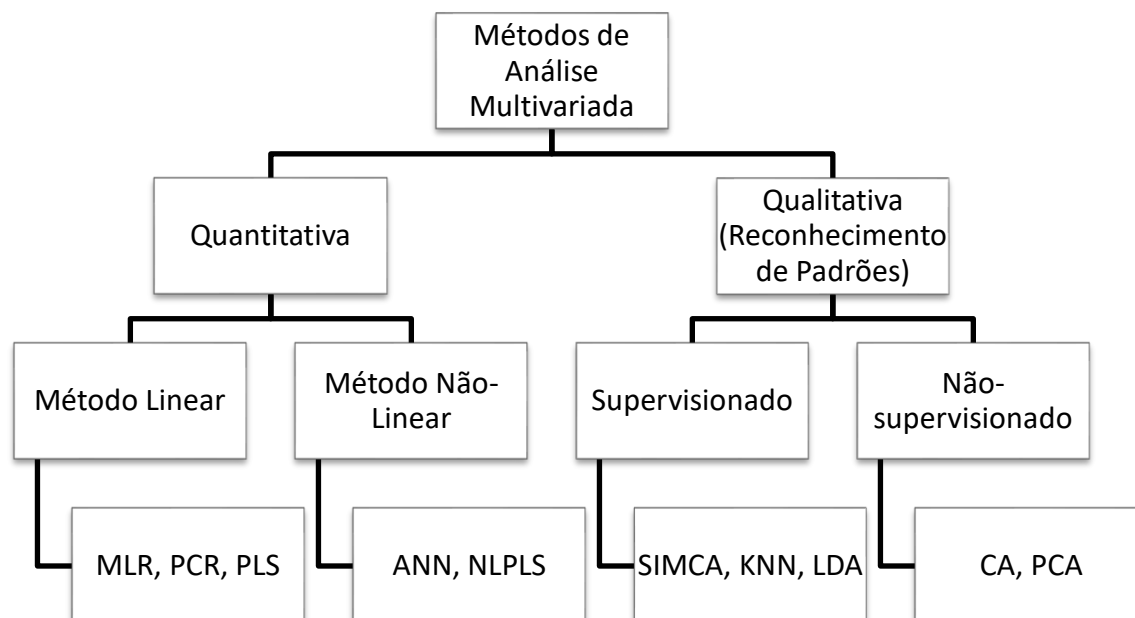 Métodos de
Análise
Multivariada
Quantitativa
Qualitativa
(Reconhecimento
de Padrões)
Método Linear
Método Não-
Linear
Supervisionado
Não-
supervisionado
MLR, PCR, PLS
ANN, NLPLS
SIMCA, KNN, LDA
CA, PCA